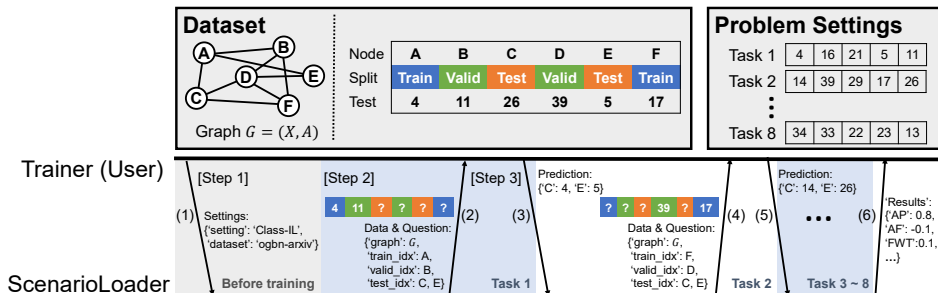 Dataset
A
B
C
D
E
F
Graph G = (X, A)
Node A B C D E F
Split Train Valid Test Valid Test Train
Test 4 11 26 39 5 17
Problem Settings
Task 1 4 16 21 5 11
Task 2 14 39 29 17 26
Task 8 34 33 22 23 13
Trainer (User)
ScenarioLoader
(1)
[Step 1]
Settings:
{'setting': 'Class-IL',
'dataset': 'ogbn-arxiv'}
Before training
[Step 2]
4 11 ? ? ? ?
Data & Question:
{'graph': G,
'train_idx': A,
'valid_idx': B,
'test_idx': C, E}
(2)
[Step 3]
Task 1
(3)
Prediction:
{'C': 4, 'E': 5}
? ? ? 39 ? 17
Data & Question:
{'graph': G,
'train_idx': F,
'valid_idx': D,
'test_idx': C, E}
Task 2
(4)
(5)
Prediction:
{'C': 14, 'E': 26}
...
Task 3 ~ 8
(6)
'Results':
{'AP': 0.8,
'AF': -0.1,
'FWT':0.1,
...}